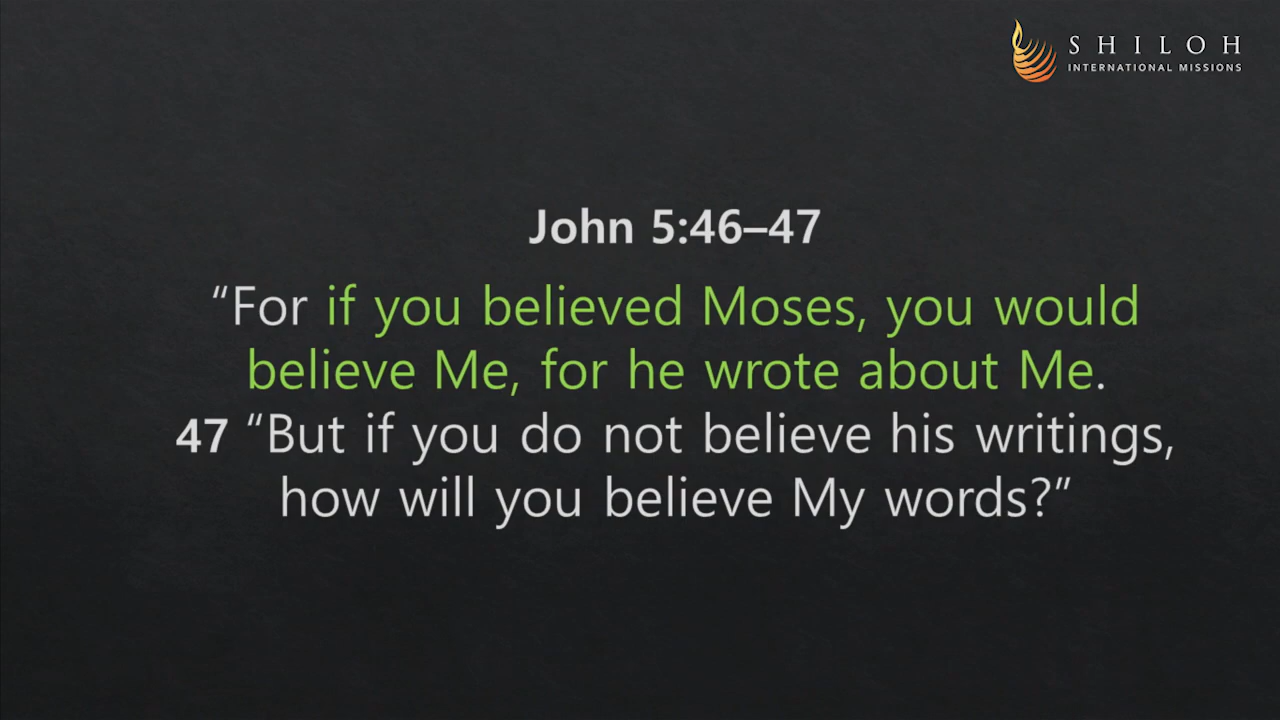 SHILOH
INTERNATIONAL MISSIONS
John 5:46–47
“For if you believed Moses, you would
believe Me, for he wrote about Me.
47 “But if you do not believe his writings,
how will you believe My words?”